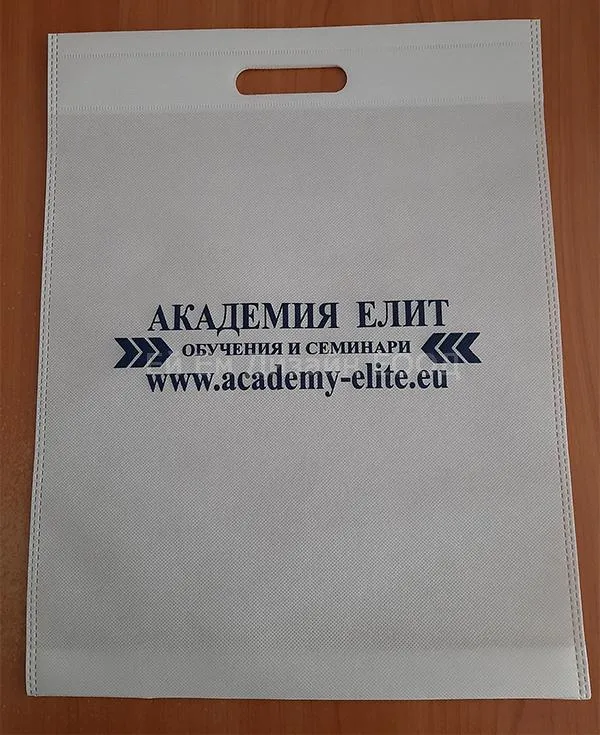 АКАДЕМИЯ ЕЛИТ
ОБУЧЕНИЯ И СЕМИНАРИ
www.academy-elite.eu